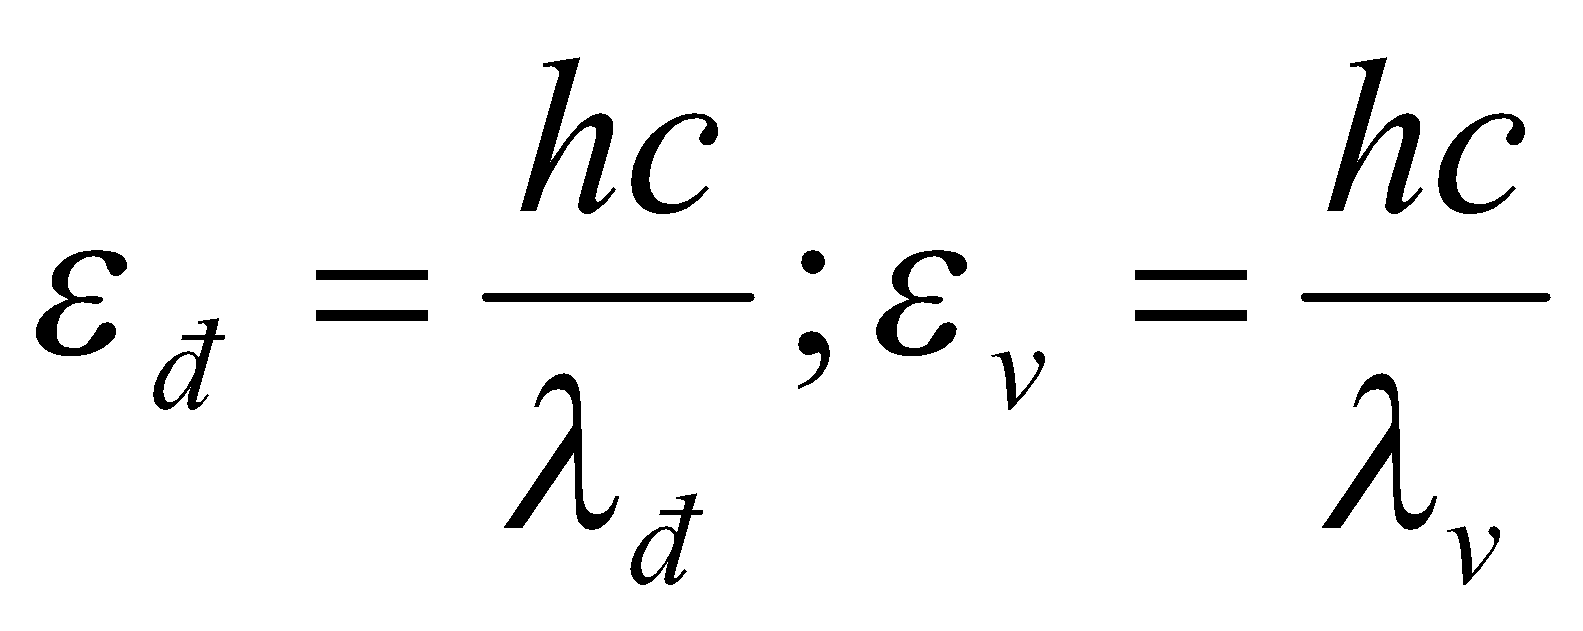 ε_đ = hc/λ_đ ; ε_v = hc/λ_v